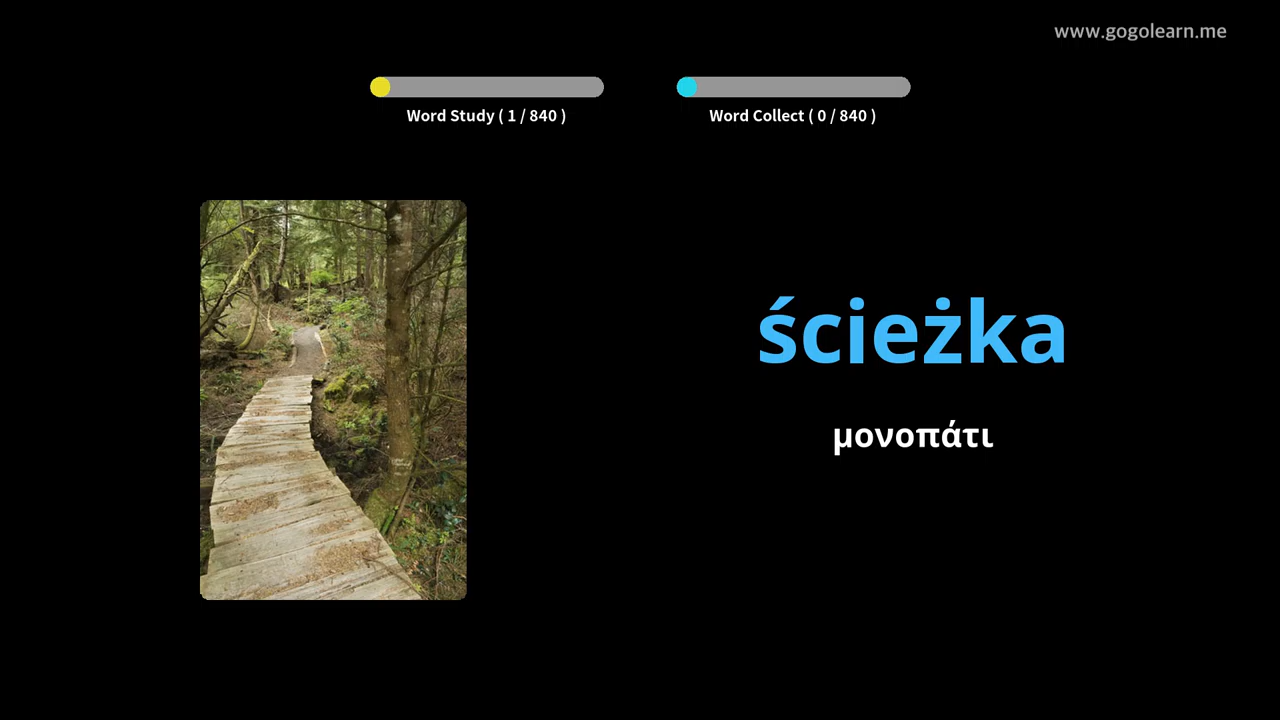 www.gogolearn.me
Word Study ( 1 / 840 )
Word Collect ( 0 / 840 )
ścieżka
μονοπάτι